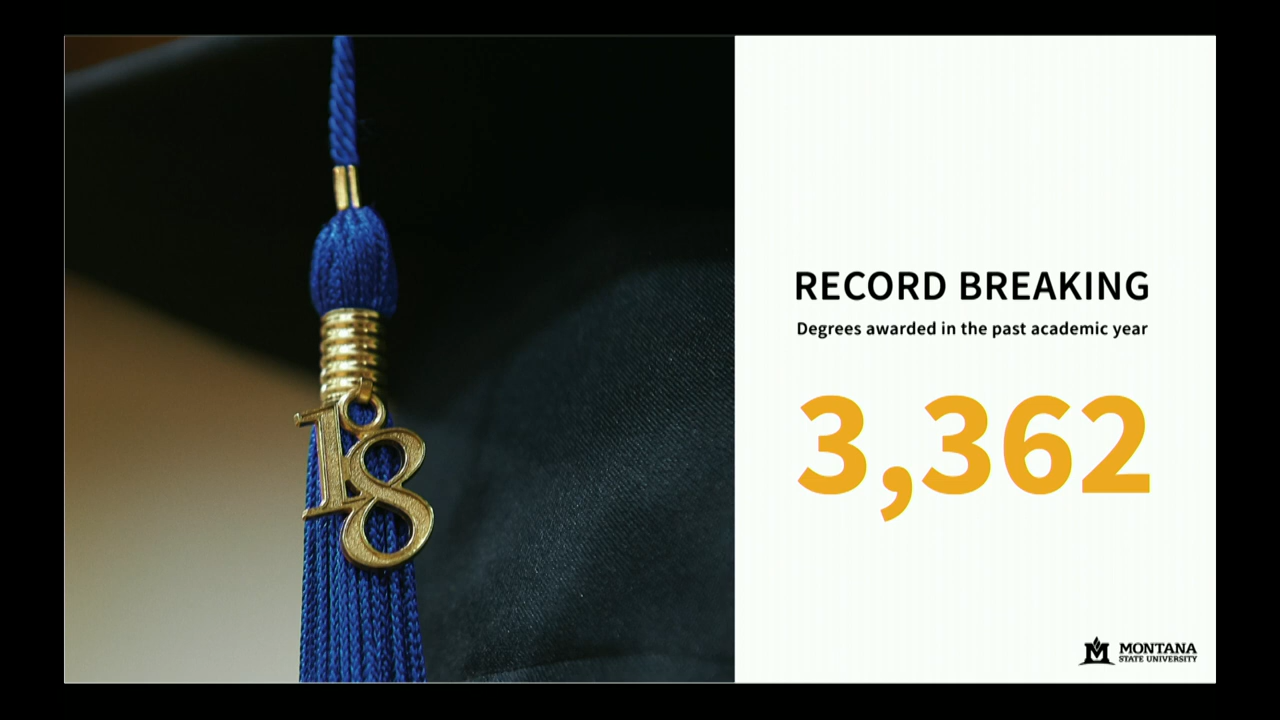 18
RECORD BREAKING
Degrees awarded in the past academic year
3,362
MONTANA
STATE UNIVERSITY